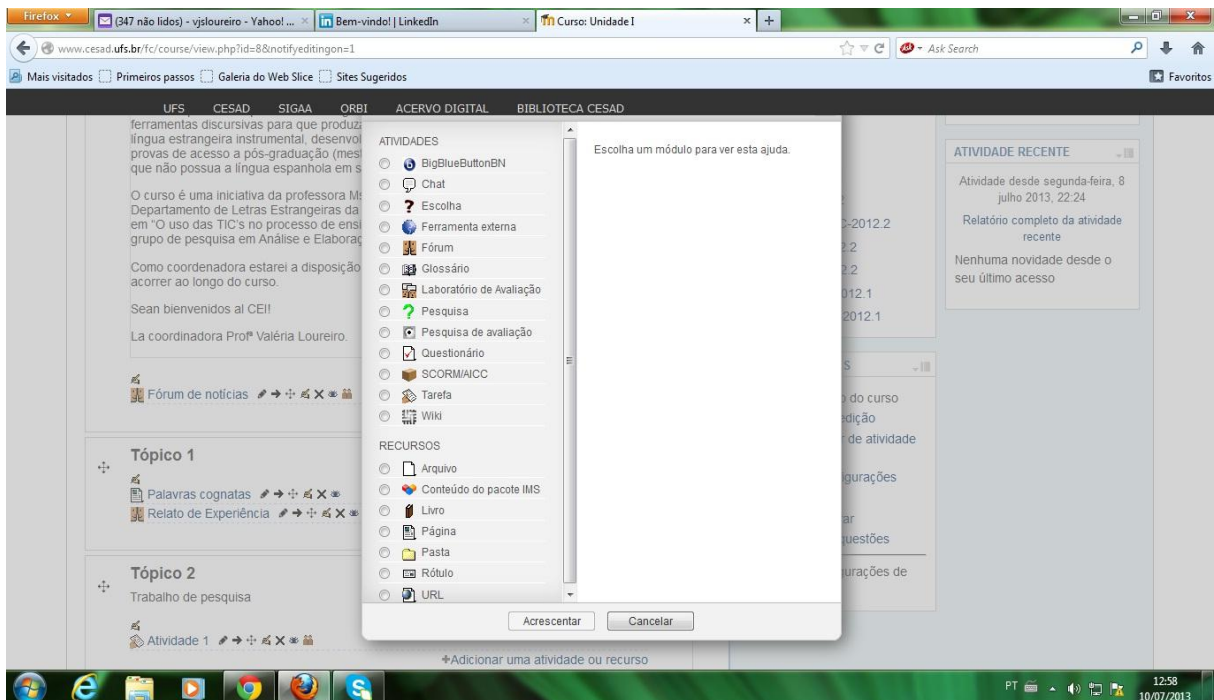 Firefox
(347 não lidos) - vjsloureiro - Yahoo! ...
Bem-vindo! | LinkedIn
Curso: Unidade I
www.cesad.ufs.br/fc/course/view.php?id=8&notifyeditingon=1
Ask Search
Mais visitados
Primeiros passos
Galeria do Web Slice
Sites Sugeridos
Favoritos
UFS CESAD SIGAA ORBI ACERVO DIGITAL BIBLIOTECA CESAD
ferramentas discursivas para que produz
língua estrangeira instrumental, desenvol
provas de acesso a pós-graduação (mes
que não possua a língua espanhola em s
O curso é uma iniciativa da professora M
Departamento de Letras Estrangeiras da
em "O uso das TIC's no processo de ensi
grupo de pesquisa em Análise e Elaboraç
Como coordenadora estarei a disposição
acorrer ao longo do curso.
Sean bienvenidos al CEI!
La coordinadora Profª Valéria Loureiro.
Fórum de notícias
Tópico 1
Palavras cognatas
Relato de Experiência
Tópico 2
Trabalho de pesquisa
Atividade 1
Adicionar uma atividade ou recurso
ATIVIDADES
BigBlueButtonBN
Chat
Escolha
Ferramenta externa
Fórum
Glossário
Laboratório de Avaliação
Pesquisa
Pesquisa de avaliação
Questionário
SCORM/AICC
Tarefa
Wiki
RECURSOS
Arquivo
Conteúdo do pacote IMS
Livro
Página
Pasta
Rótulo
URL
Escolha um módulo para ver esta ajuda.
Acrescentar
Cancelar
C-2012.2
2.2
2.2
012.1
2012.1
S
o do curso
edição
r de atividade
igurações
ar
questões
igurações de
ATIVIDADE RECENTE
Atividade desde segunda-feira, 8
julho 2013, 22:24
Relatório completo da atividade
recente
Nenhuma novidade desde o
seu último acesso
PT
12:58
10/07/2013